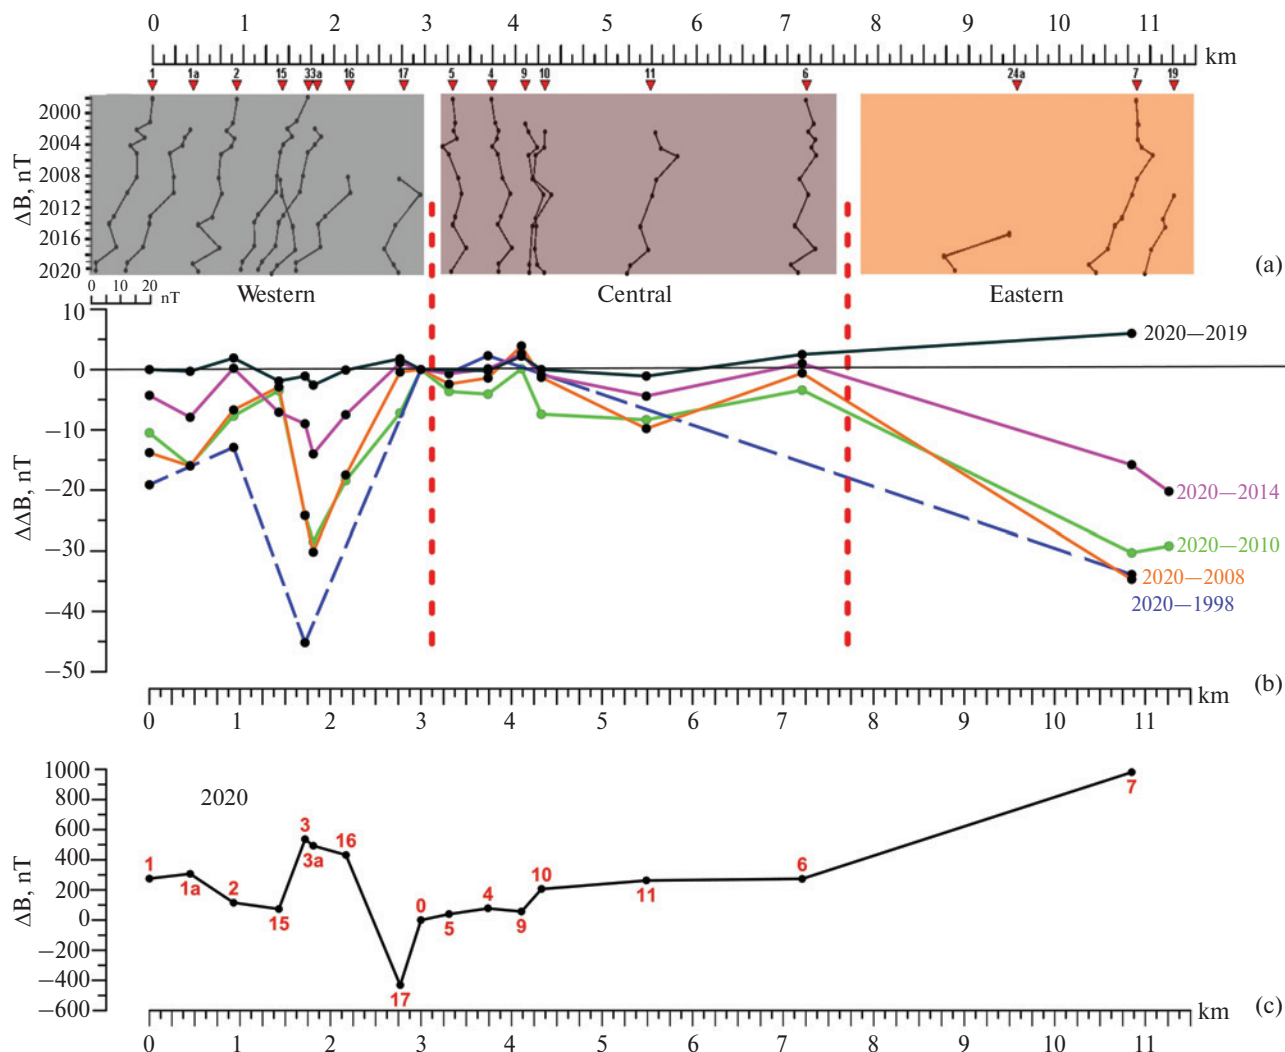 0 1 2 3 4 5 6 7 8 9 10 11
km
1 1a 2 15 3 3a 16 17 5 4 9 10 11 6 24a 7 19
2000
2004
2008
2012
2016
2020
ΔB, nT
(a)
0 10 20 nT
Western Central Eastern
10
0
−10
−20
−30
−40
−50
ΔΔB, nT
2020—2019
2020—2014
2020—2010
2020—2008
2020—1998
(b)
km
0 1 2 3 4 5 6 7 8 9 10 11
1000
800
600
400
200
0
−200
−400
−600
ΔB, nT
2020
1 1a 2 15 3 3a 16 17 0 5 4 9 10 11 6 7
(c)
km
0 1 2 3 4 5 6 7 8 9 10 11